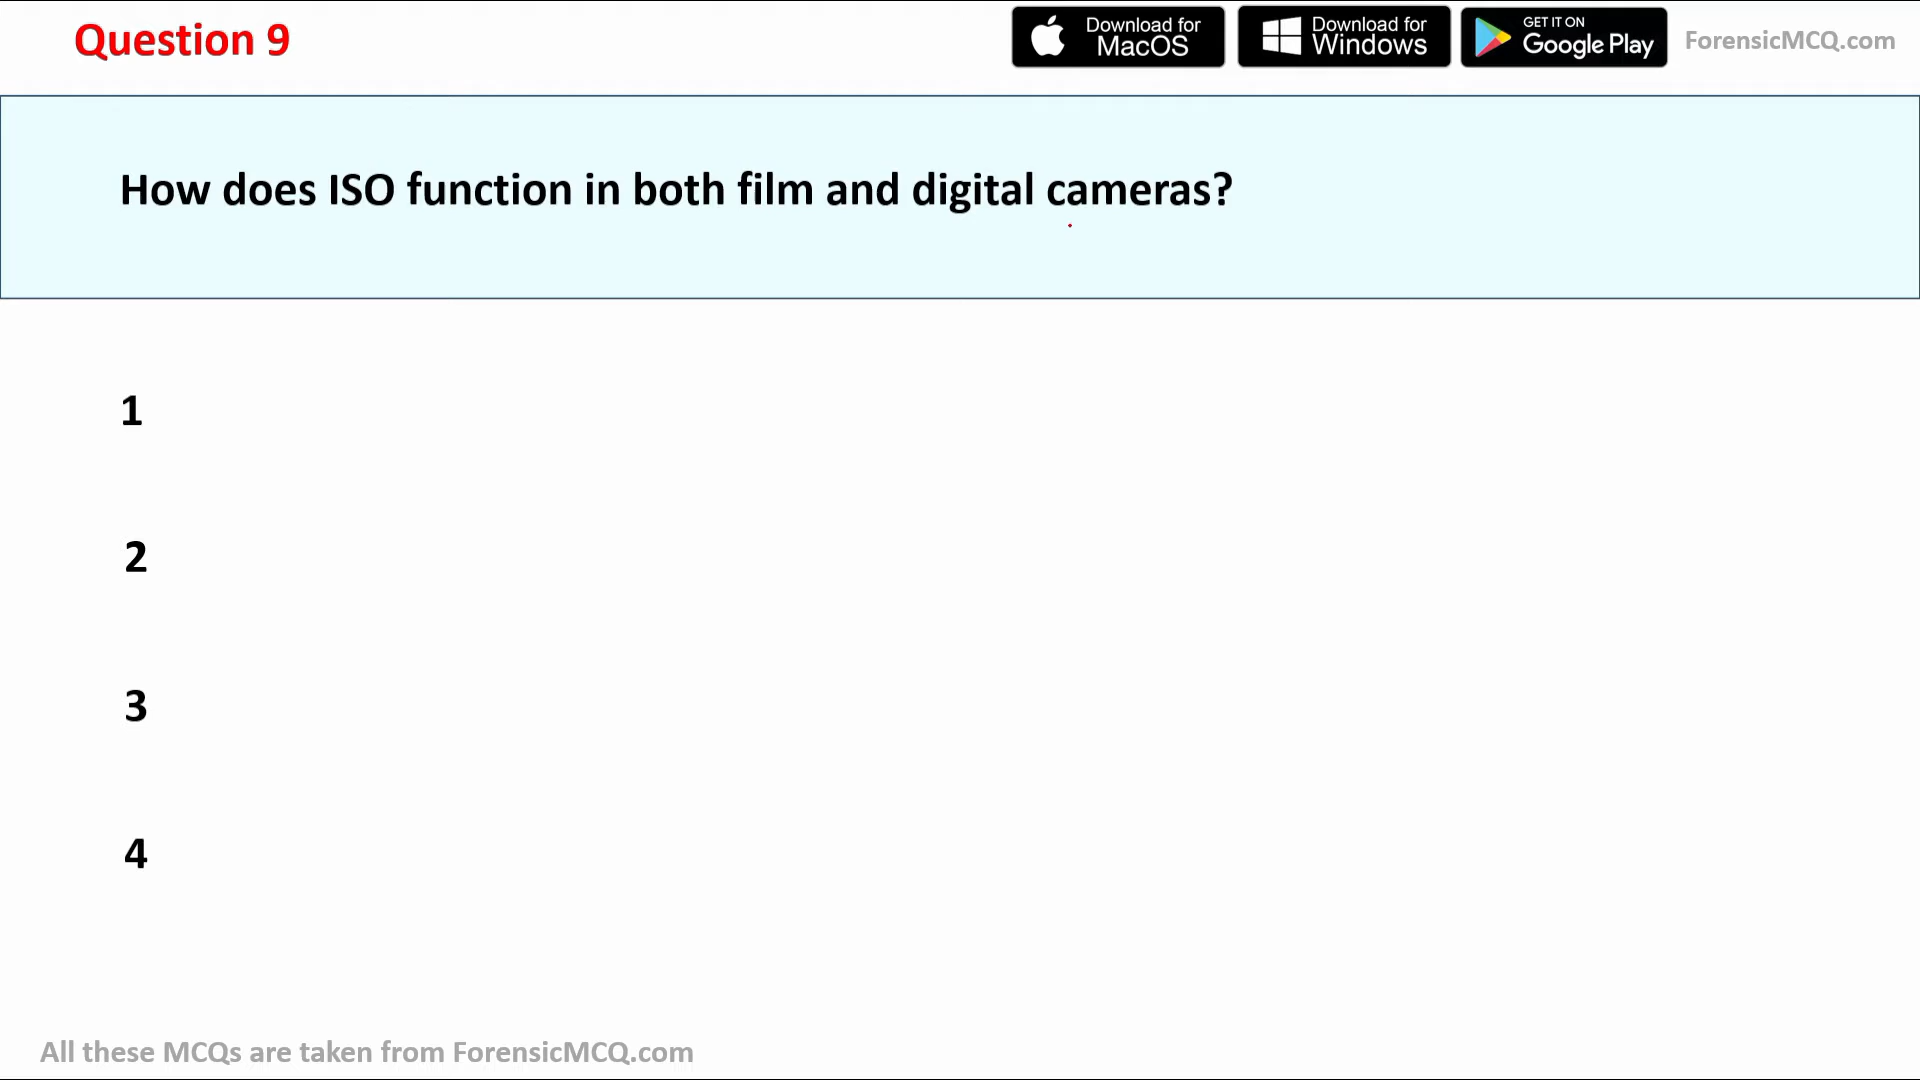 Question 9
Download for
MacOS
Download for
Windows
GET IT ON
Google Play
ForensicMCQ.com
How does ISO function in both film and digital cameras?
1
2
3
4
All these MCQs are taken from ForensicMCQ.com